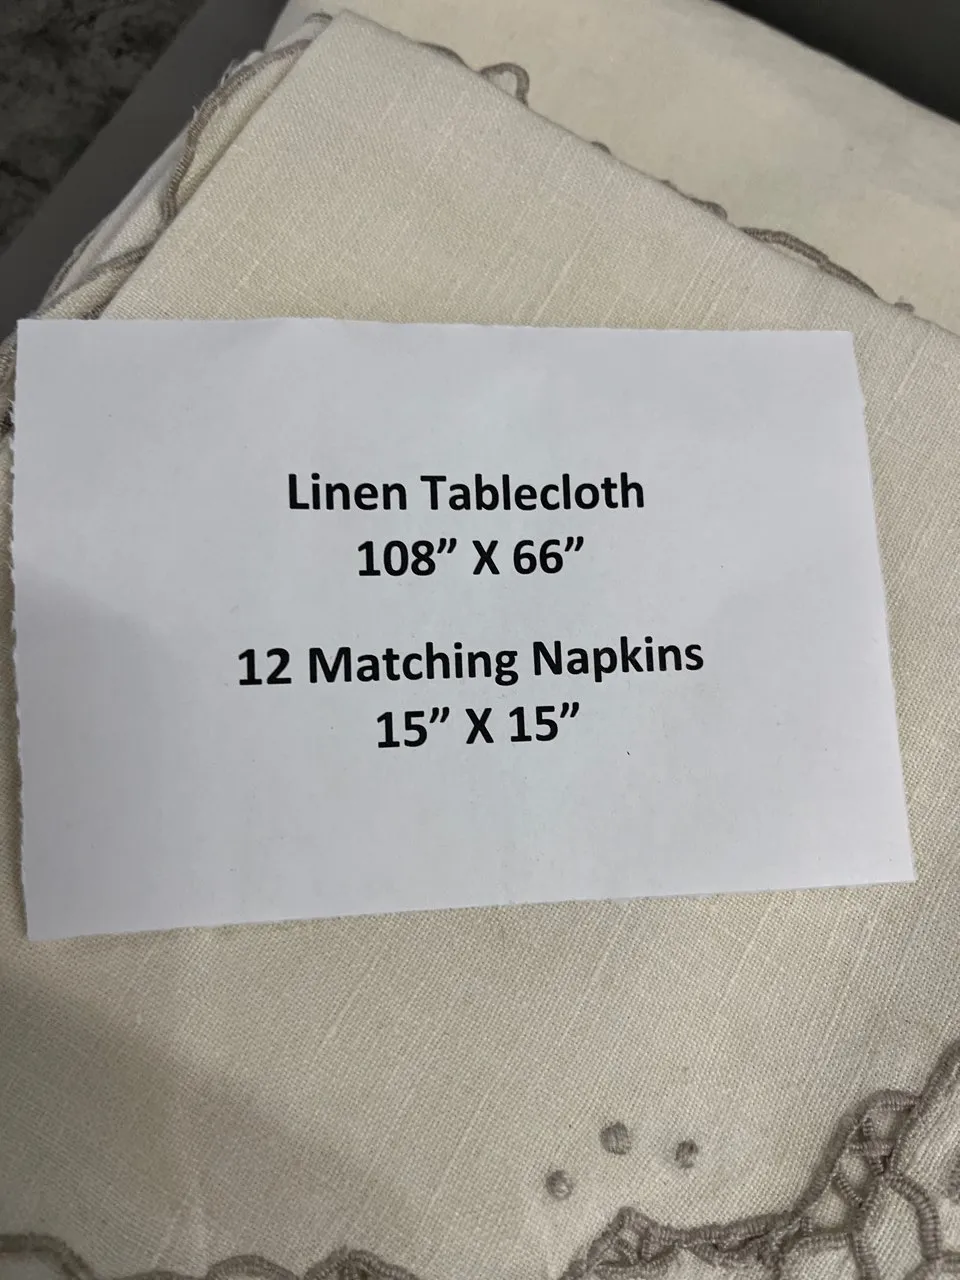 Linen Tablecloth
108” X 66”
12 Matching Napkins
15” X 15”